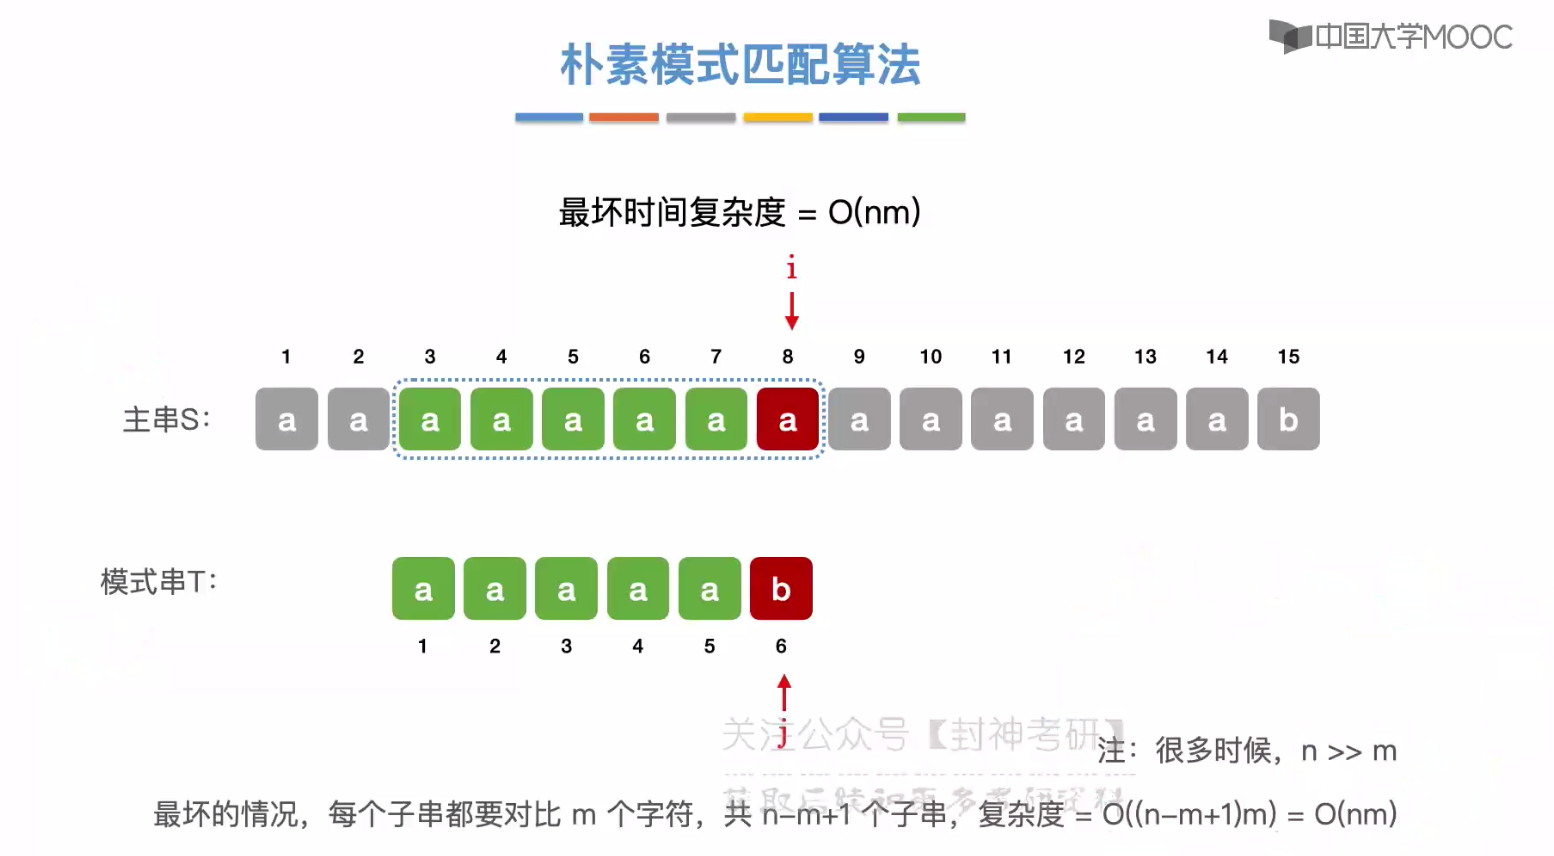 中国大学MOOC
朴素模式匹配算法
最坏时间复杂度 = O(nm)
i
1 2 3 4 5 6 7 8 9 10 11 12 13 14 15
主串S： a a a a a a a a a a a a a a b
模式串T： a a a a a b
1 2 3 4 5 6
j
关注公众号【封神考研】
注：很多时候，n >> m
获取后续和更多考研资料
最坏的情况，每个子串都要对比 m 个字符，共 n-m+1 个子串，复杂度 = O((n-m+1)m) = O(nm)